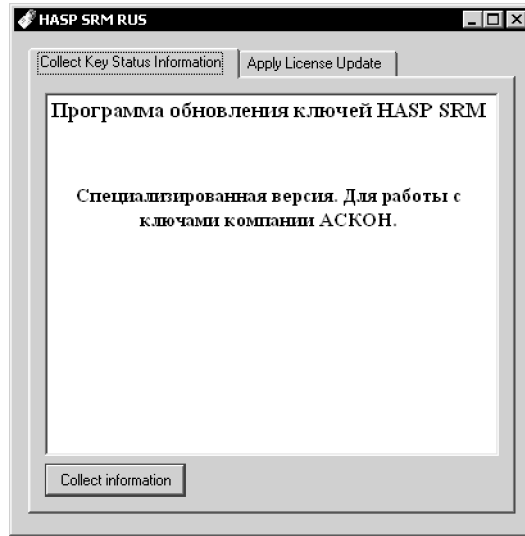 HASP SRM RUS
Collect Key Status Information
Apply License Update
Программа обновления ключей HASP SRM
Специализированная версия. Для работы с
ключами компании АСКОН.
Collect information